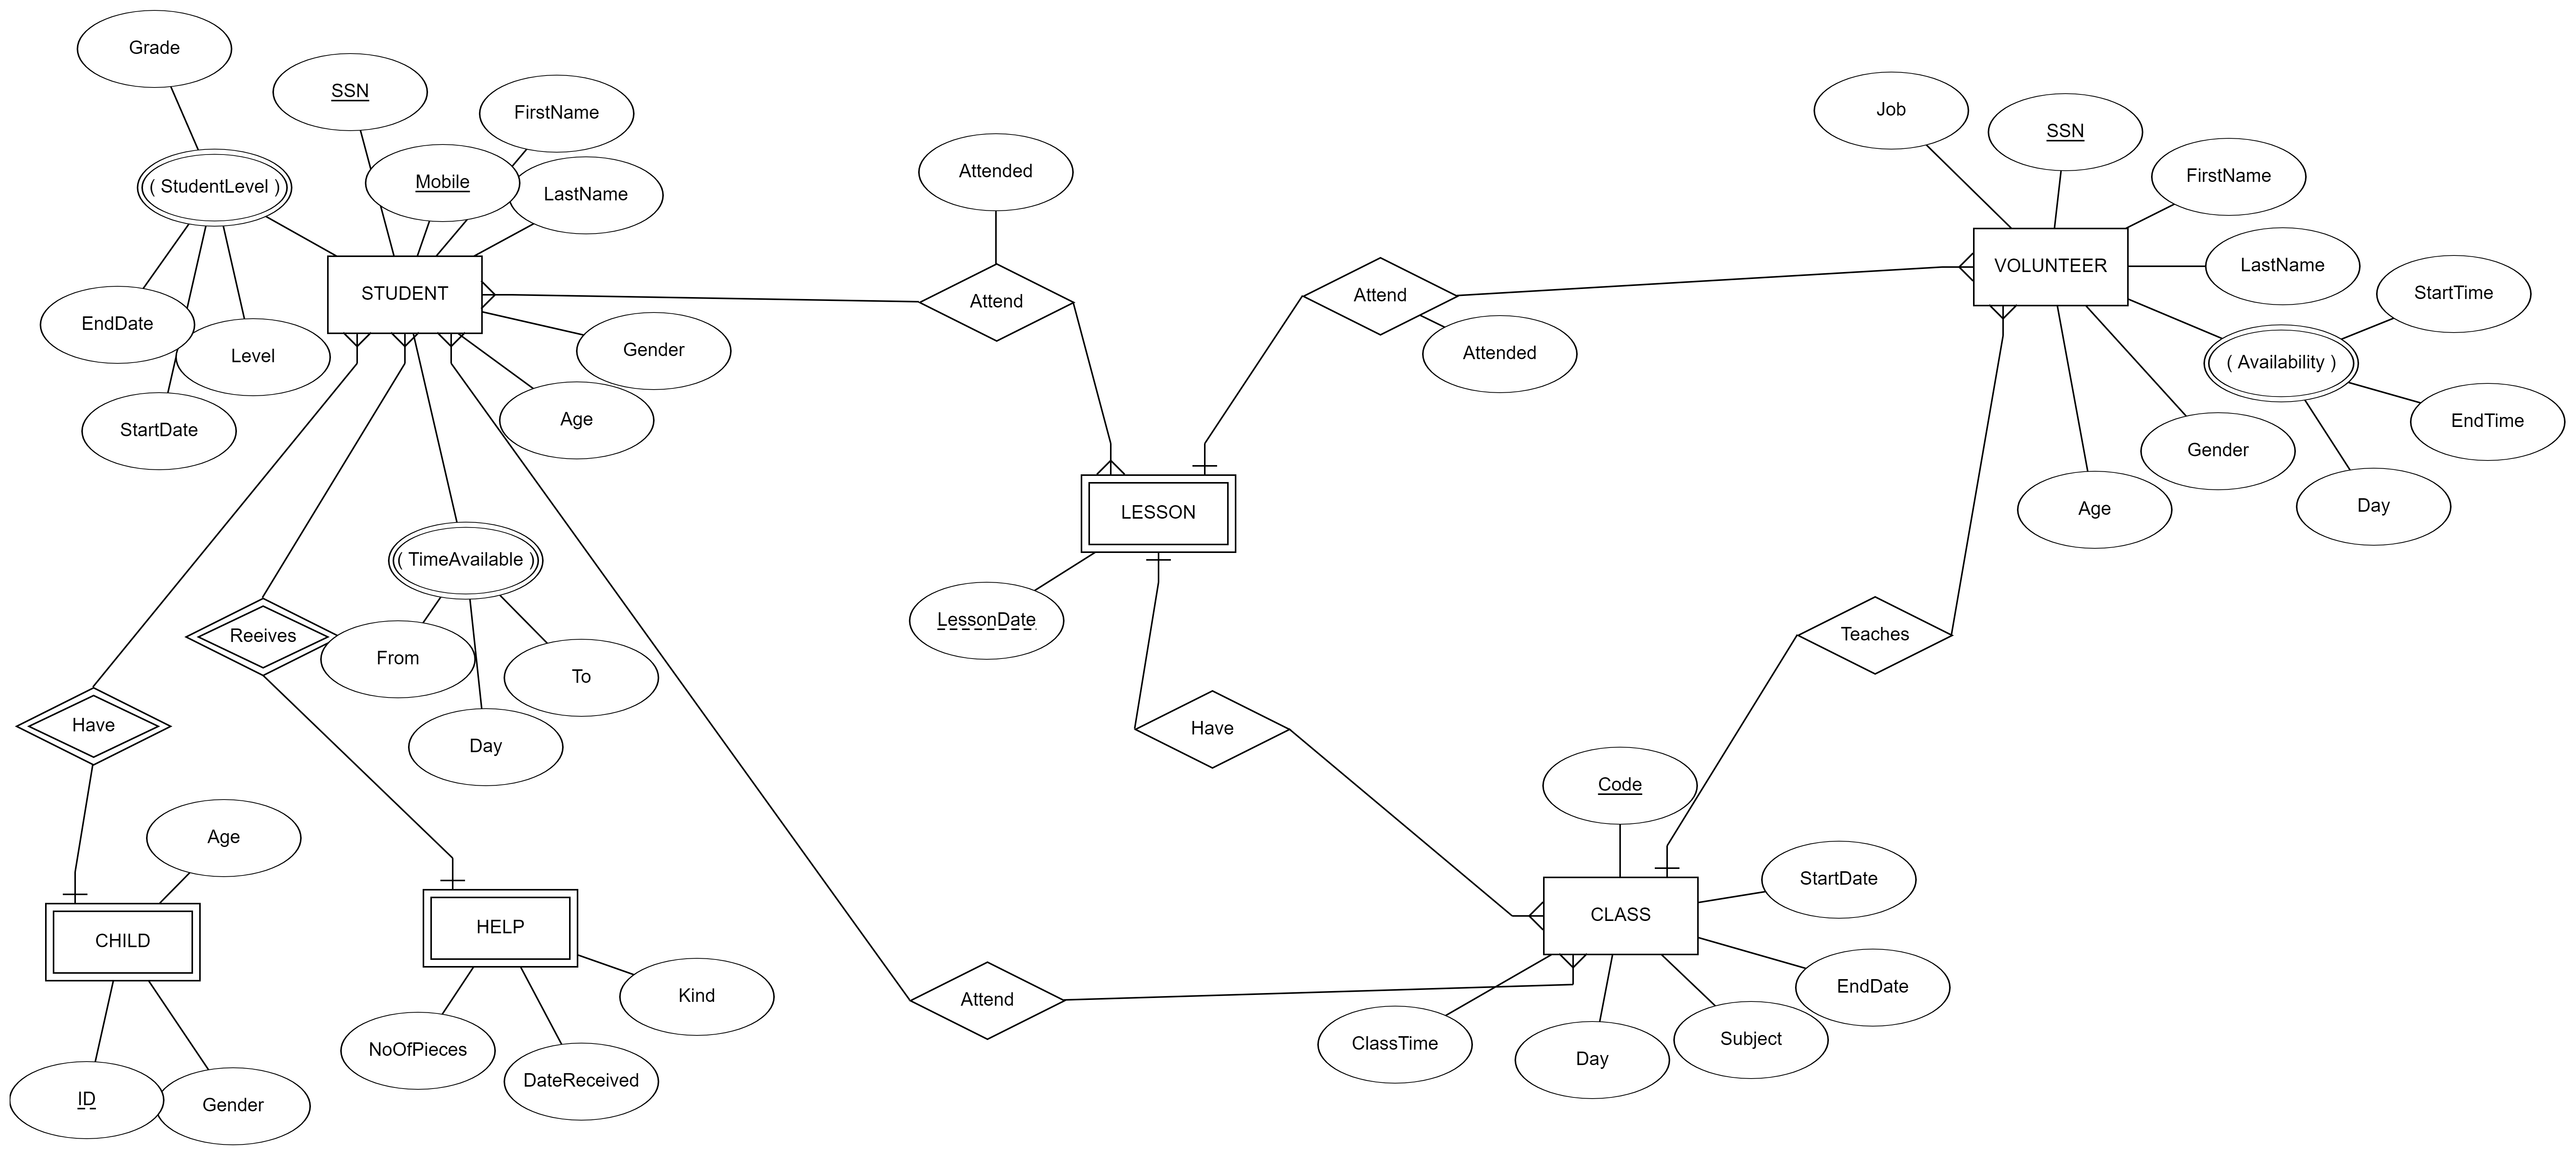 Grade
SSN
FirstName
Mobile
LastName
( StudentLevel )
STUDENT
EndDate
Level
StartDate
Gender
Age
Attended
Attend
Attend
Attended
Job
SSN
FirstName
VOLUNTEER
LastName
StartTime
( Availability )
EndTime
Gender
Day
Age
LESSON
LessonDate
( TimeAvailable )
From
To
Day
Reeives
Have
Teaches
Have
Code
StartDate
CLASS
EndDate
ClassTime
Day
Subject
Age
CHILD
ID
Gender
HELP
Kind
NoOfPieces
DateReceived
Attend